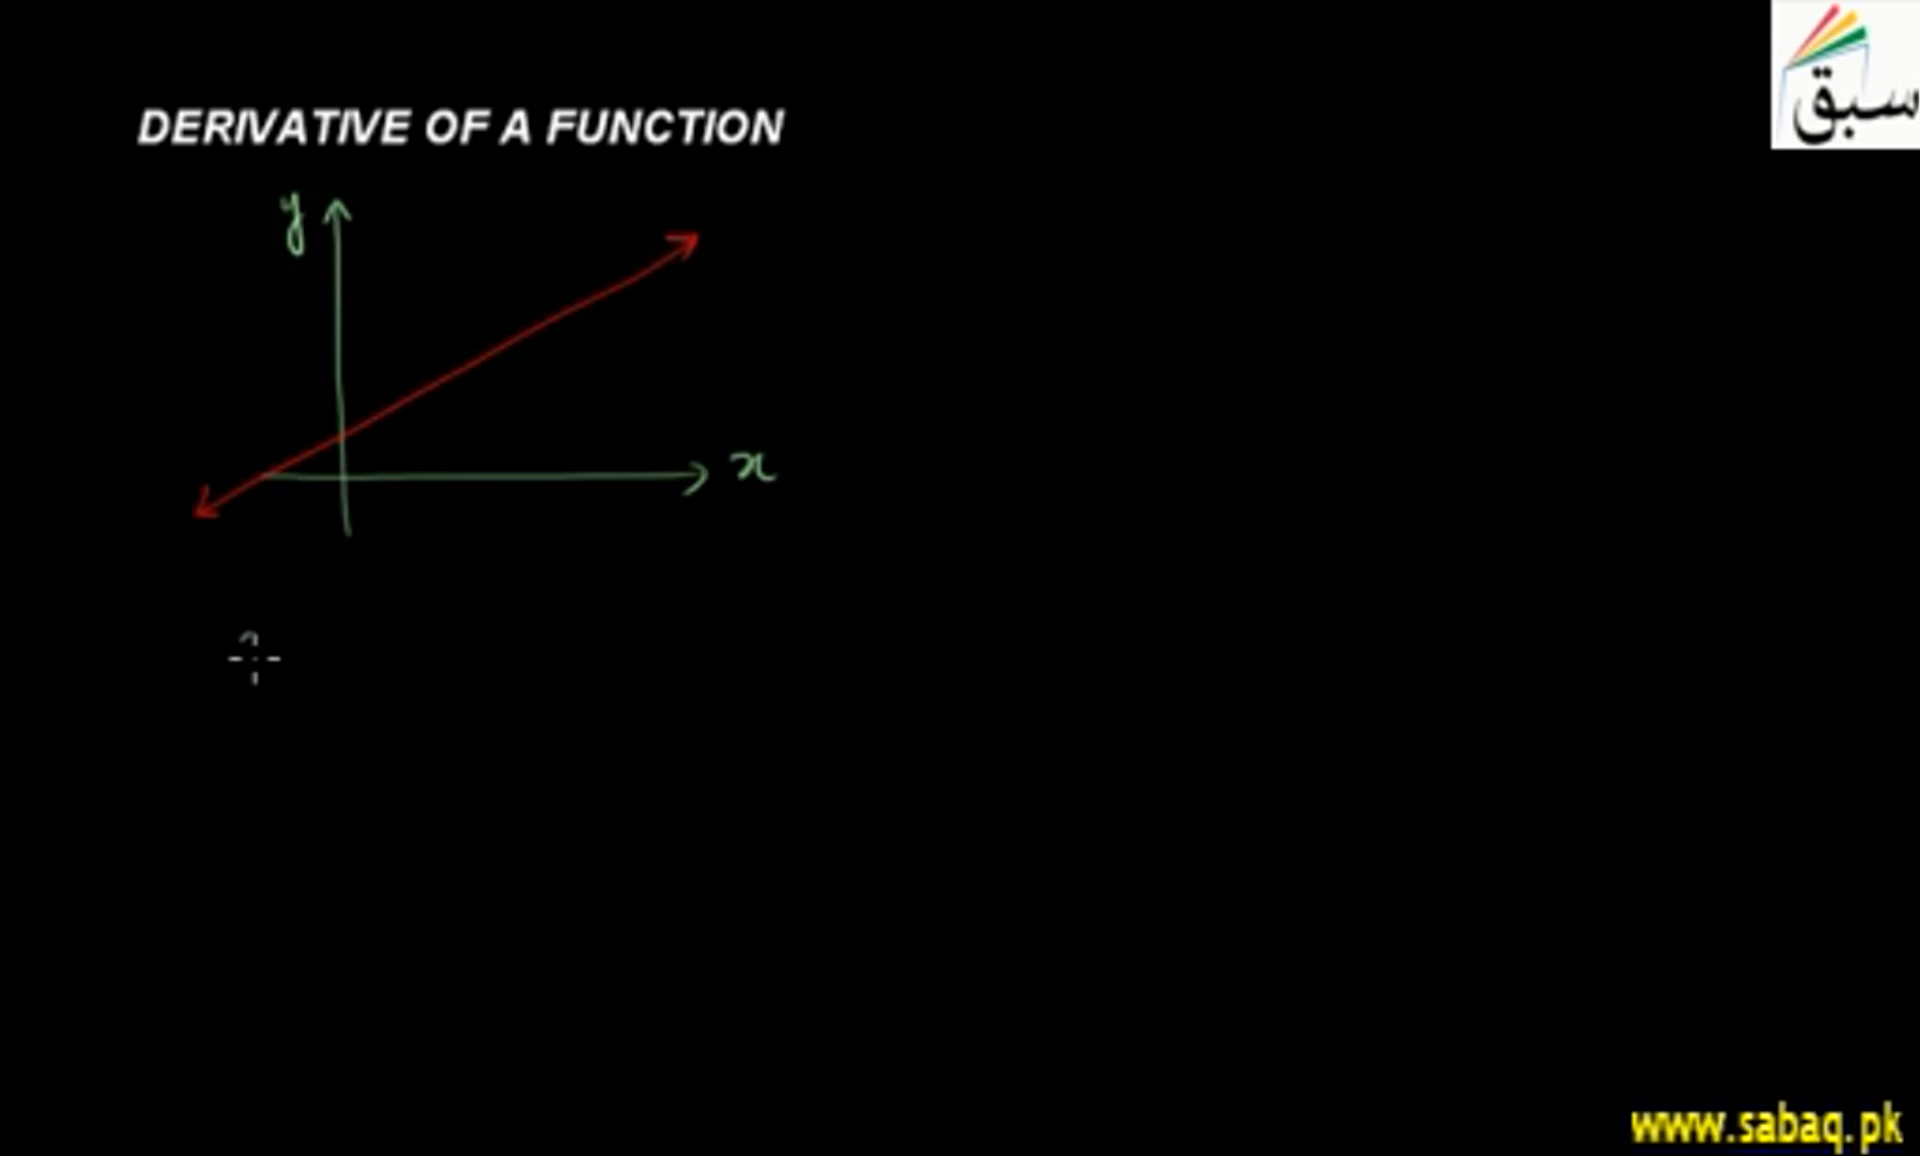 سبق
DERIVATIVE OF A FUNCTION
y
x
www.sabaq.pk